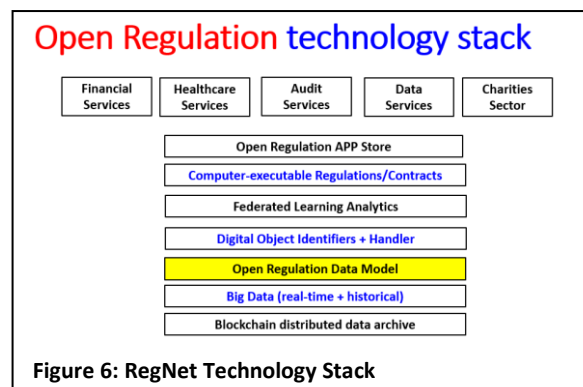 Open Regulation technology stack
Financial Services
Healthcare Services
Audit Services
Data Services
Charities Sector
Open Regulation APP Store
Computer-executable Regulations/Contracts
Federated Learning Analytics
Digital Object Identifiers + Handler
Open Regulation Data Model
Big Data (real-time + historical)
Blockchain distributed data archive
Figure 6: RegNet Technology Stack